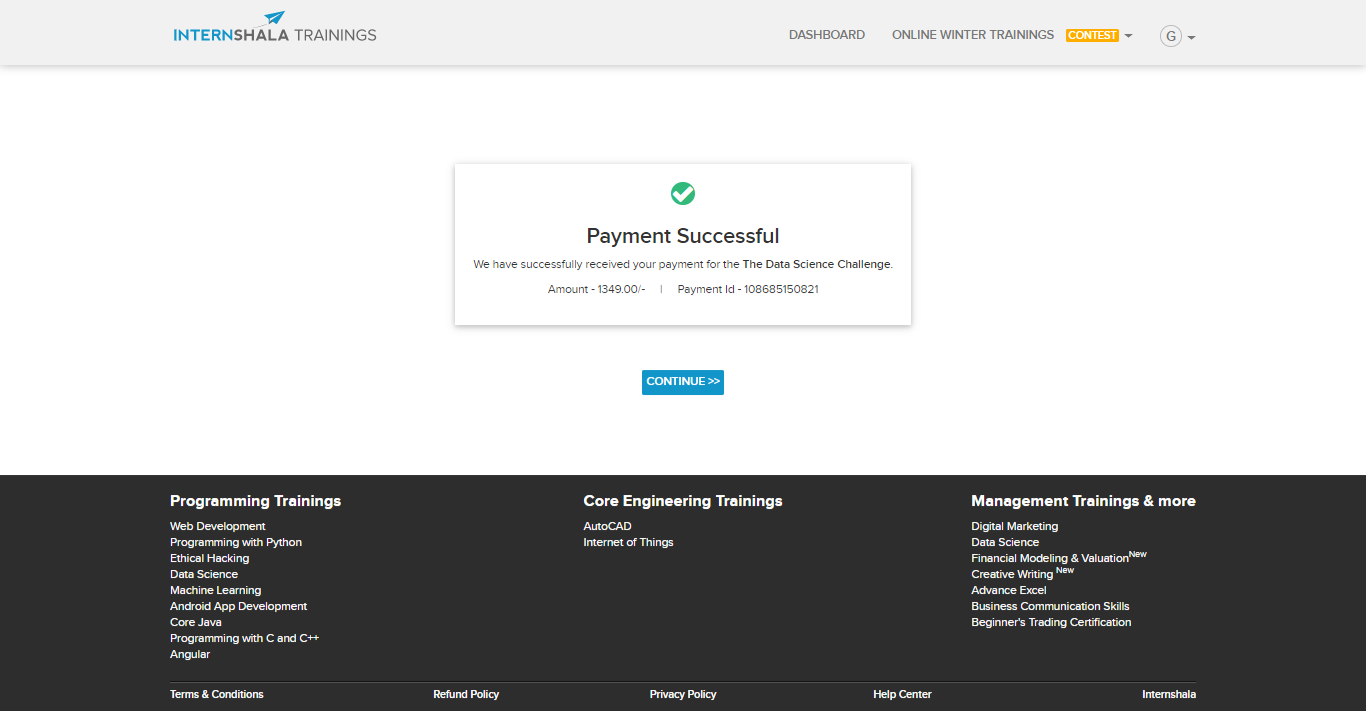 INTERNSHALA TRAININGS
DASHBOARD
ONLINE WINTER TRAININGS CONTEST
G
Payment Successful
We have successfully received your payment for the The Data Science Challenge.
Amount - 1349.00/- | Payment Id - 108685150821
CONTINUE >>
Programming Trainings
Web Development
Programming with Python
Ethical Hacking
Data Science
Machine Learning
Android App Development
Core Java
Programming with C and C++
Angular
Core Engineering Trainings
AutoCAD
Internet of Things
Management Trainings & more
Digital Marketing
Data Science
Financial Modeling & Valuation New
Creative Writing New
Advance Excel
Business Communication Skills
Beginner's Trading Certification
Terms & Conditions
Refund Policy
Privacy Policy
Help Center
Internshala